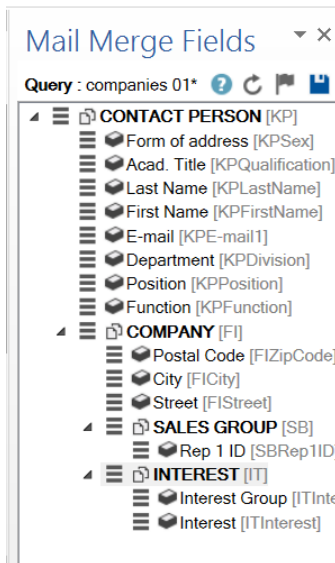 Mail Merge Fields
Query : companies 01*
CONTACT PERSON [KP]
Form of address [KPSex]
Acad. Title [KPQualification]
Last Name [KPLastName]
First Name [KPFirstName]
E-mail [KPE-mail1]
Department [KPDivision]
Position [KPPosition]
Function [KPFunction]
COMPANY [FI]
Postal Code [FIZipCode]
City [FICity]
Street [FIStreet]
SALES GROUP [SB]
Rep 1 ID [SBRep1ID]
INTEREST [IT]
Interest Group [ITInte
Interest [ITInterest]